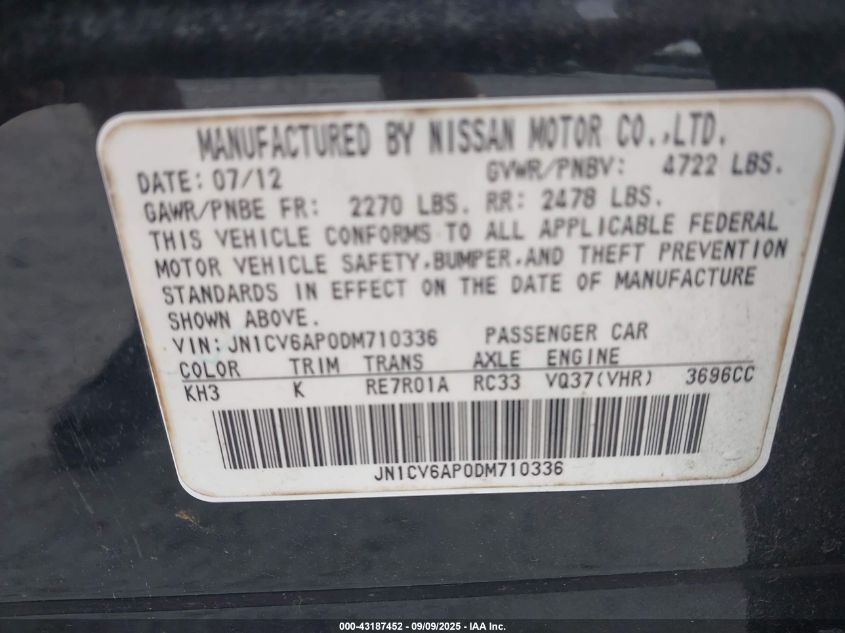 MANUFACTURED BY NISSAN MOTOR CO.,LTD.
DATE: 07/12 GVWR/PNBV: 4722 LBS.
GAWR/PNBE FR: 2270 LBS. RR: 2478 LBS.
THIS VEHICLE CONFORMS TO ALL APPLICABLE FEDERAL
MOTOR VEHICLE SAFETY,BUMPER,AND THEFT PREVENTION
STANDARDS IN EFFECT ON THE DATE OF MANUFACTURE
SHOWN ABOVE.
VIN:JN1CV6AP0DM710336 PASSENGER CAR
COLOR TRIM TRANS AXLE ENGINE
KH3 K RE7R01A RC33 VQ37(VHR) 3696CC
JN1CV6AP0DM710336
000-43187452 - 09/09/2025 - IAA Inc.